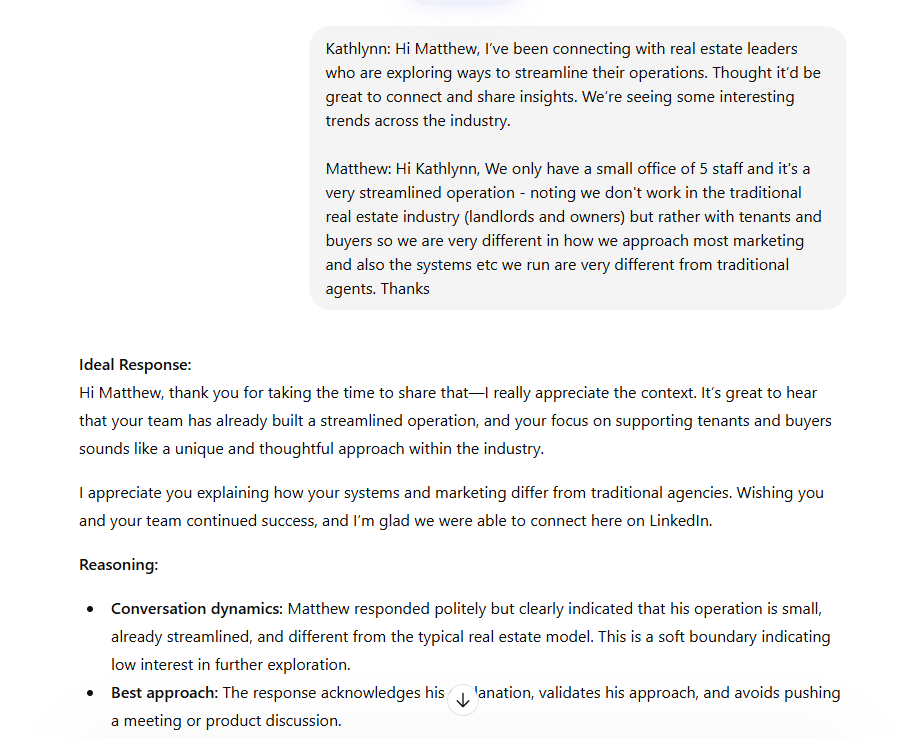 Kathlynn: Hi Matthew, I’ve been connecting with real estate leaders
who are exploring ways to streamline their operations. Thought it’d be
great to connect and share insights. We’re seeing some interesting
trends across the industry.
Matthew: Hi Kathlynn, We only have a small office of 5 staff and it's a
very streamlined operation - noting we don't work in the traditional
real estate industry (landlords and owners) but rather with tenants and
buyers so we are very different in how we approach most marketing
and also the systems etc we run are very different from traditional
agents. Thanks
Ideal Response:
Hi Matthew, thank you for taking the time to share that—I really appreciate the context. It’s great to hear
that your team has already built a streamlined operation, and your focus on supporting tenants and buyers
sounds like a unique and thoughtful approach within the industry.
I appreciate you explaining how your systems and marketing differ from traditional agencies. Wishing you
and your team continued success, and I’m glad we were able to connect here on LinkedIn.
Reasoning:
• Conversation dynamics: Matthew responded politely but clearly indicated that his operation is small,
already streamlined, and different from the typical real estate model. This is a soft boundary indicating
low interest in further exploration.
• Best approach: The response acknowledges his lanation, validates his approach, and avoids pushing
a meeting or product discussion.